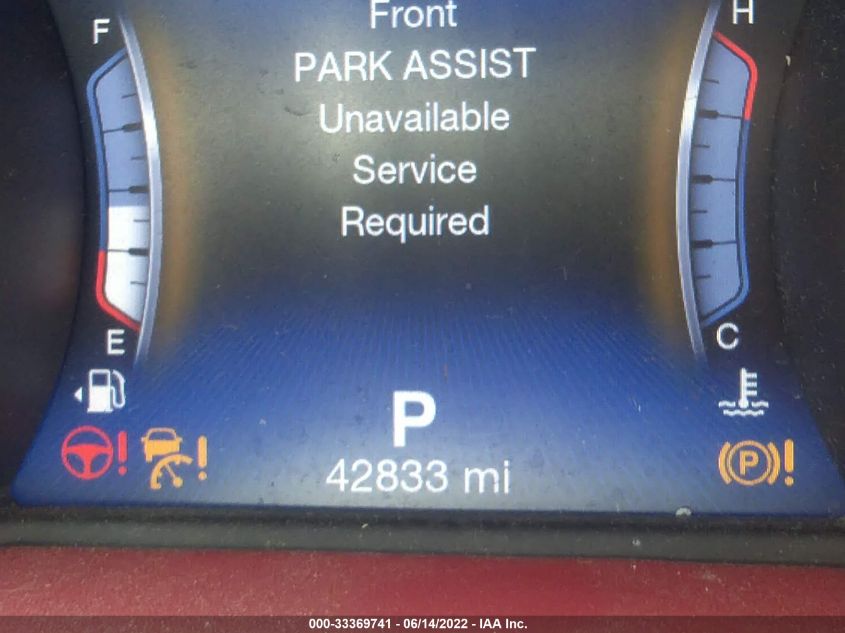 Front
F
H
PARK ASSIST
Unavailable
Service
Required
E
C
P
42833 mi
! ! P !
000-33369741 - 06/14/2022 - IAA Inc.